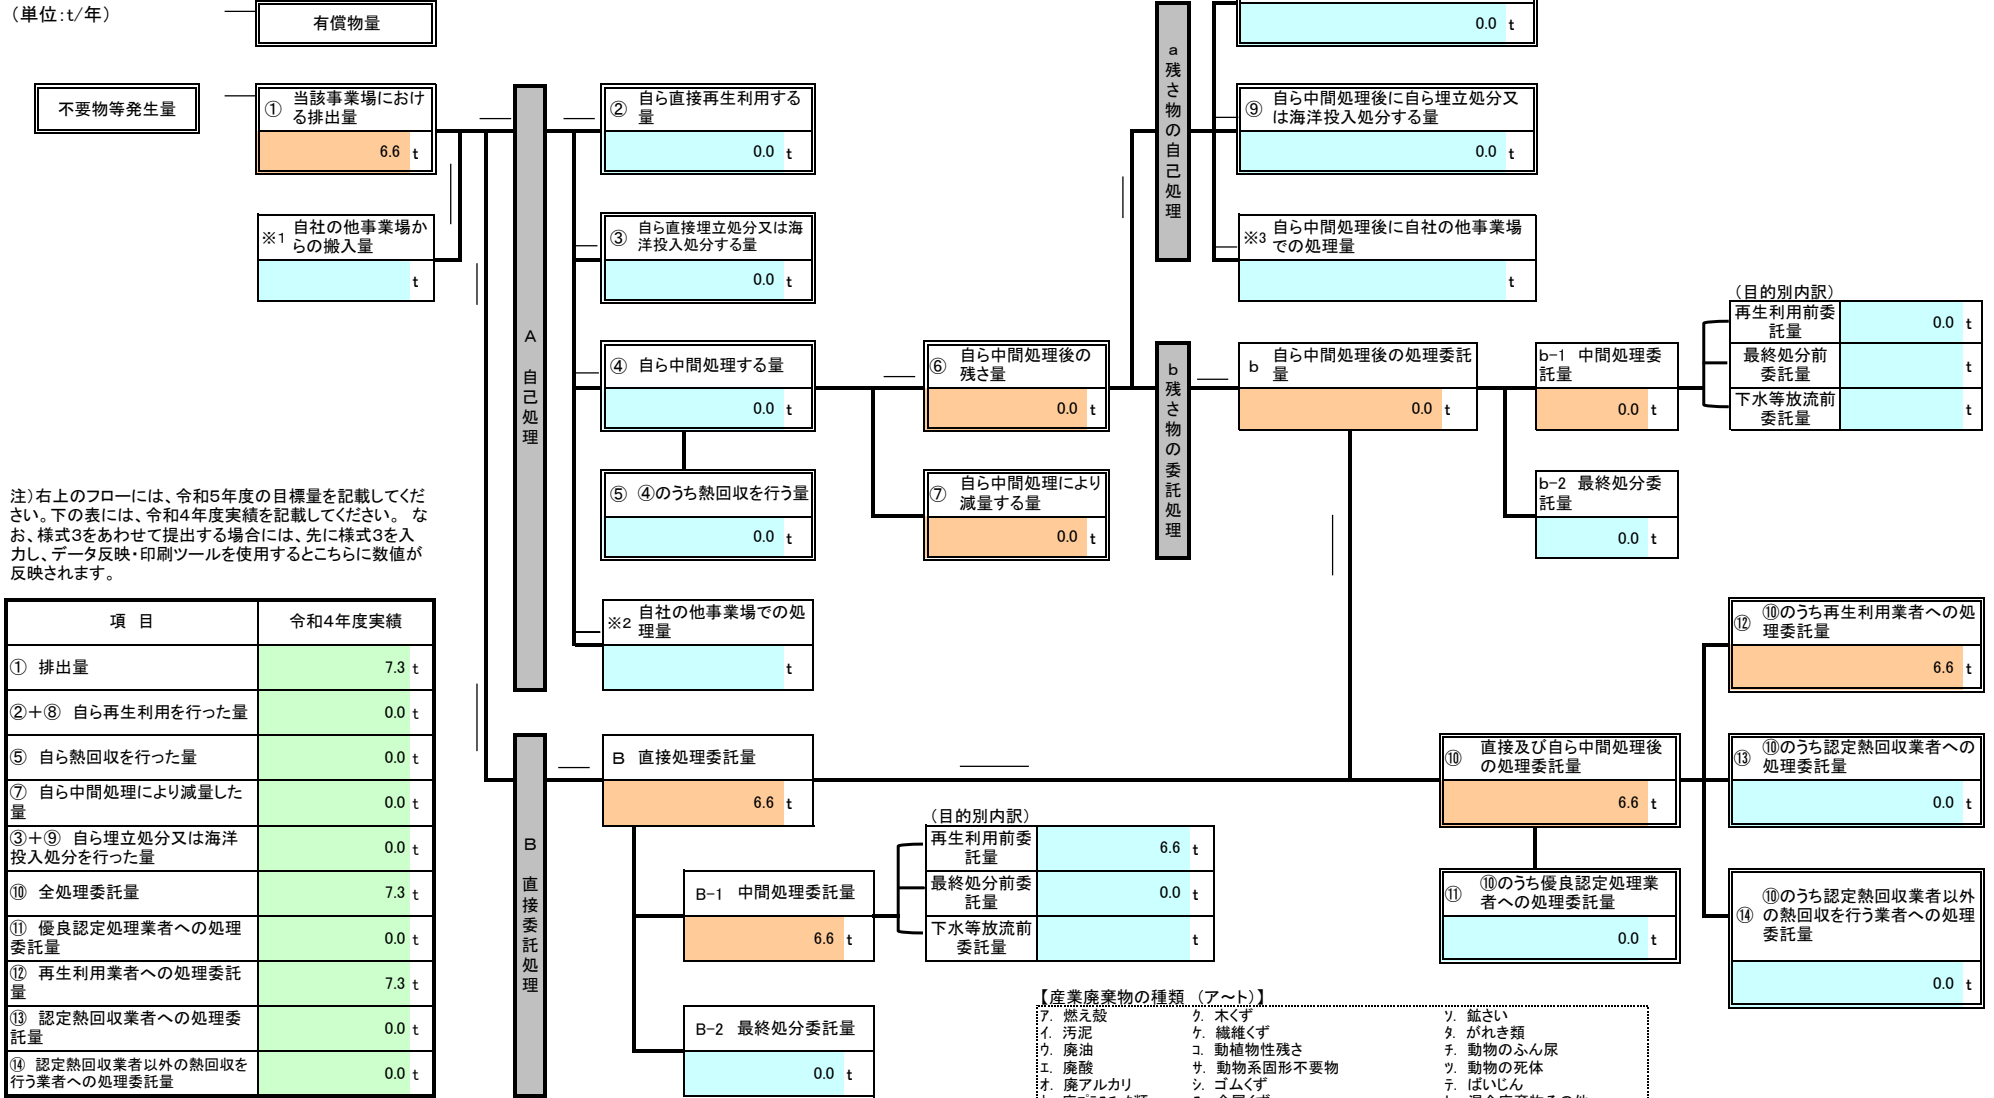 （単位:t/年）
有償物量
不要物等発生量
① 当該事業場におけ
る排出量
6.6 t
※1 自社の他事業場か
らの搬入量
t
A 自己処理
② 自ら直接再生利用する
量
0.0 t
③ 自ら直接埋立処分又は海
洋投入処分する量
0.0 t
④ 自ら中間処理する量
0.0 t
⑤ ④のうち熱回収を行う量
0.0 t
※2 自社の他事業場での処
理量
t
⑥ 自ら中間処理後の
残さ量
0.0 t
⑦ 自ら中間処理により
減量する量
0.0 t
a残さ物の自己処理
0.0 t
⑨ 自ら中間処理後に自ら埋立処分又
は海洋投入処分する量
0.0 t
※3 自ら中間処理後に自社の他事業場
での処理量
t
b残さ物の委託処理
b 自ら中間処理後の処理委託
量
0.0 t
b-1 中間処理委
託量
0.0 t
b-2 最終処分委
託量
0.0 t
（目的別内訳）
再生利用前委
託量
0.0 t
最終処分前
委託量
t
下水等放流前
委託量
t
注）右上のフローには、令和5年度の目標量を記載してくだ
さい。下の表には、令和4年度実績を記載してください。 な
お、様式3をあわせて提出する場合には、先に様式3を入
力し、データ反映・印刷ツールを使用するとこちらに数値が
反映されます。
項 目 令和4年度実績
① 排出量 7.3 t
②＋⑧ 自ら再生利用を行った量 0.0 t
⑤ 自ら熱回収を行った量 0.0 t
⑦ 自ら中間処理により減量した
量 0.0 t
③＋⑨ 自ら埋立処分又は海洋
投入処分を行った量 0.0 t
⑩ 全処理委託量 7.3 t
⑪ 優良認定処理業者への処理
委託量 0.0 t
⑫ 再生利用業者への処理委託
量 7.3 t
⑬ 認定熱回収業者への処理委
託量 0.0 t
⑭ 認定熱回収業者以外の熱回収を
行う業者への処理委託量 0.0 t
B 直接委託処理
B 直接処理委託量
6.6 t
B-1 中間処理委託量
6.6 t
B-2 最終処分委託量
0.0 t
（目的別内訳）
再生利用前委
託量
6.6 t
最終処分前委
託量
0.0 t
下水等放流前
委託量
t
⑩ 直接及び自ら中間処理後
の処理委託量
6.6 t
⑪ ⑩のうち優良認定処理業
者への処理委託量
0.0 t
⑫ ⑩のうち再生利用業者への処
理委託量
6.6 t
⑬ ⑩のうち認定熱回収業者への
処理委託量
0.0 t
⑭ ⑩のうち認定熱回収業者以外
の熱回収を行う業者への処理
委託量
0.0 t
【産業廃棄物の種類 （ア～ト）】
ア. 燃え殻 ク. 木くず ソ. 鉱さい
イ. 汚泥 ケ. 繊維くず タ. がれき類
ウ. 廃油 コ. 動植物性残さ チ. 動物のふん尿
エ. 廃酸 サ. 動物系固形不要物 ツ. 動物の死体
オ. 廃アルカリ シ. ゴムくず テ. ばいじん